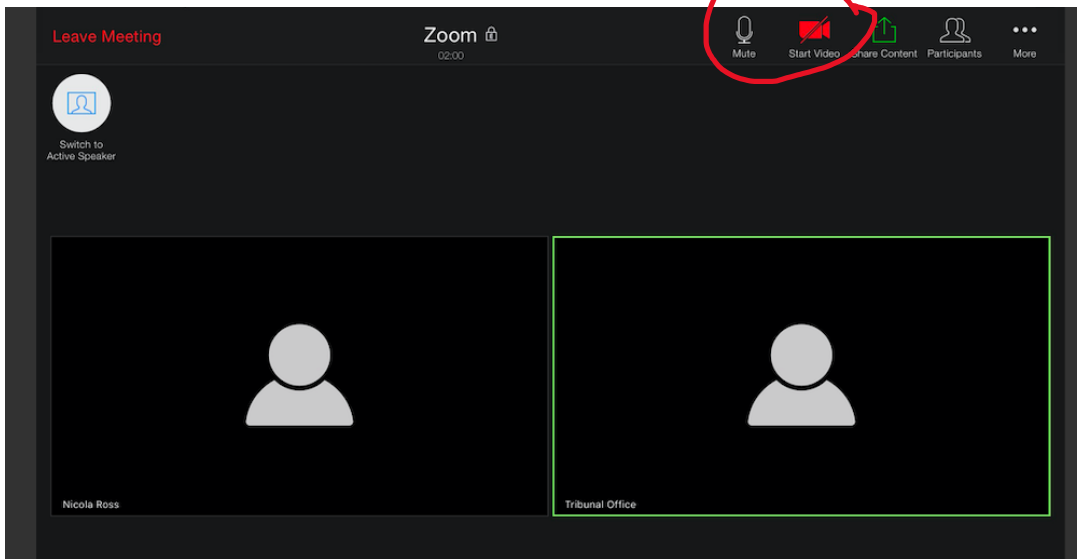 Leave Meeting
Zoom
02:00
Mute
Start Video
Share Content
Participants
More
Switch to
Active Speaker
Nicola Ross
Tribunal Office